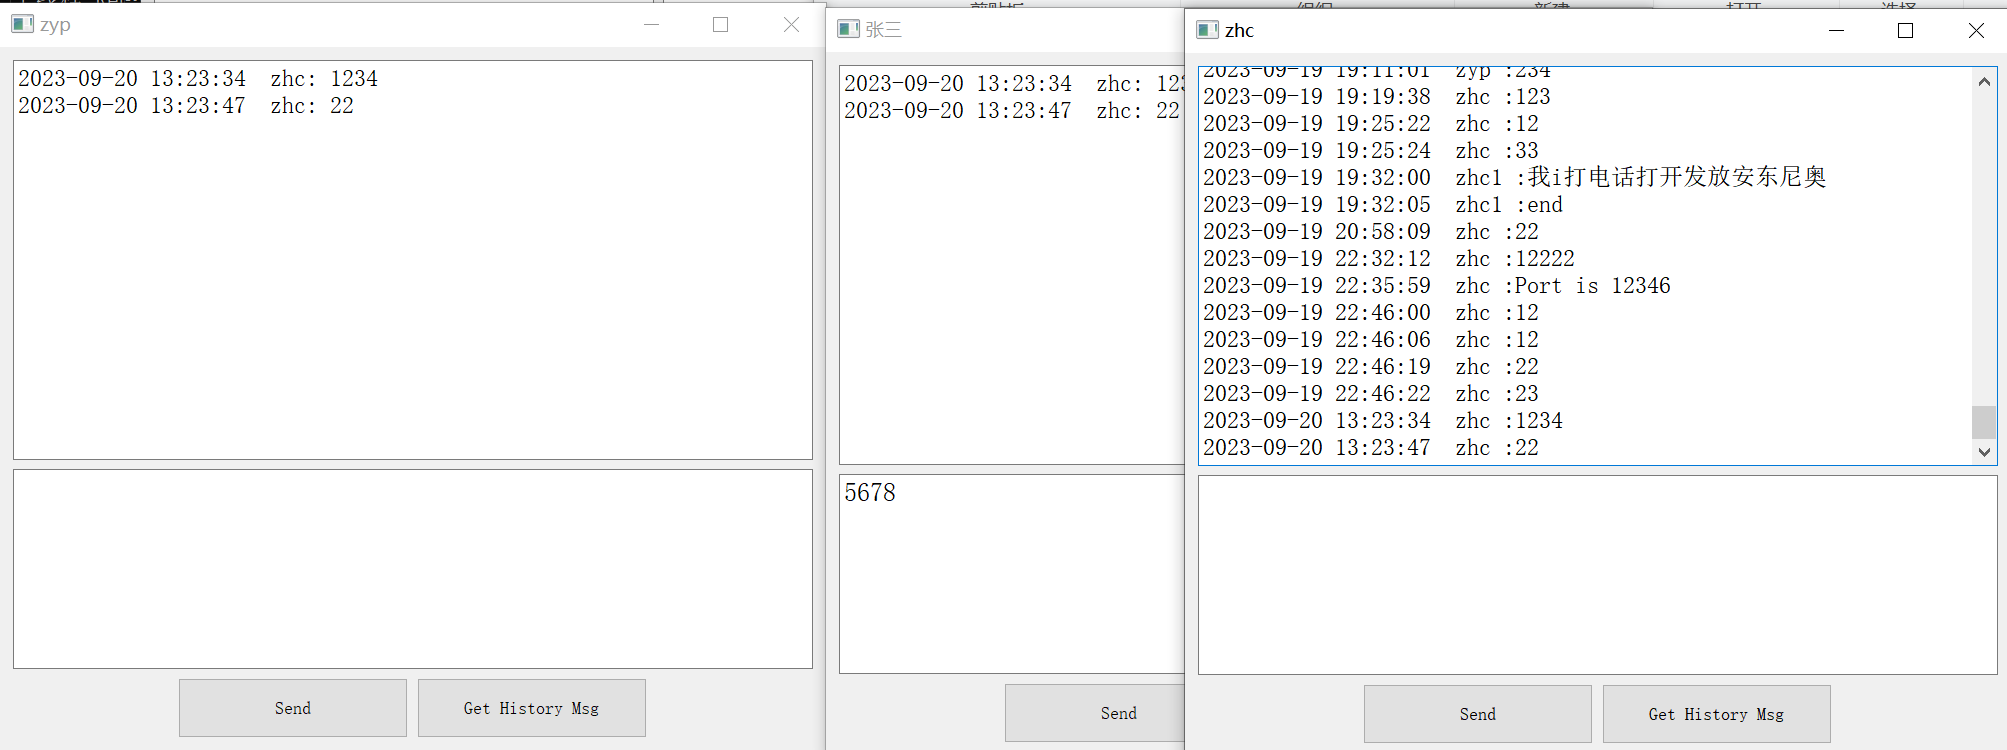 zyp
2023-09-20 13:23:34  zhc: 1234
2023-09-20 13:23:47  zhc: 22
Send
Get History Msg
张三
2023-09-20 13:23:34  zhc:
2023-09-20 13:23:47  zhc: 22
5678
Send
zhc
2023-09-19 19:11:01  zyp :234
2023-09-19 19:19:38  zhc :123
2023-09-19 19:25:22  zhc :12
2023-09-19 19:25:24  zhc :33
2023-09-19 19:32:00  zhc1 :我i打电话打开发放安东尼奥
2023-09-19 19:32:05  zhc1 :end
2023-09-19 20:58:09  zhc :22
2023-09-19 22:32:12  zhc :12222
2023-09-19 22:35:59  zhc :Port is 12346
2023-09-19 22:46:00  zhc :12
2023-09-19 22:46:06  zhc :12
2023-09-19 22:46:19  zhc :22
2023-09-19 22:46:22  zhc :23
2023-09-20 13:23:34  zhc :1234
2023-09-20 13:23:47  zhc :22
Send
Get History Msg